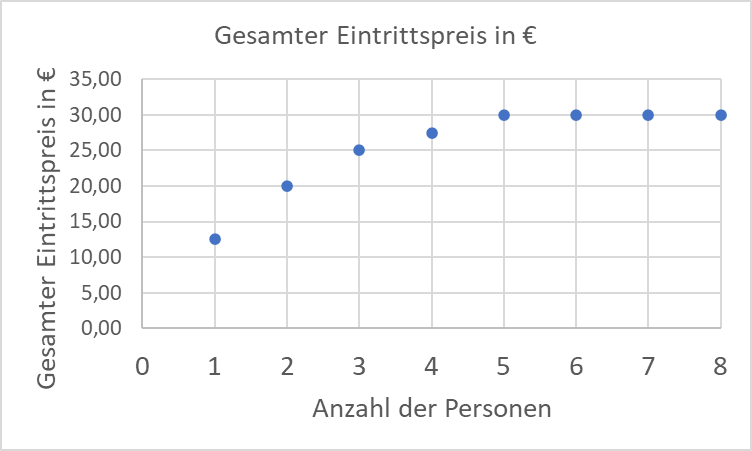 Gesamter Eintrittspreis in €
Gesamter Eintrittspreis in €
35,00
30,00
25,00
20,00
15,00
10,00
5,00
0,00
0 1 2 3 4 5 6 7 8
Anzahl der Personen